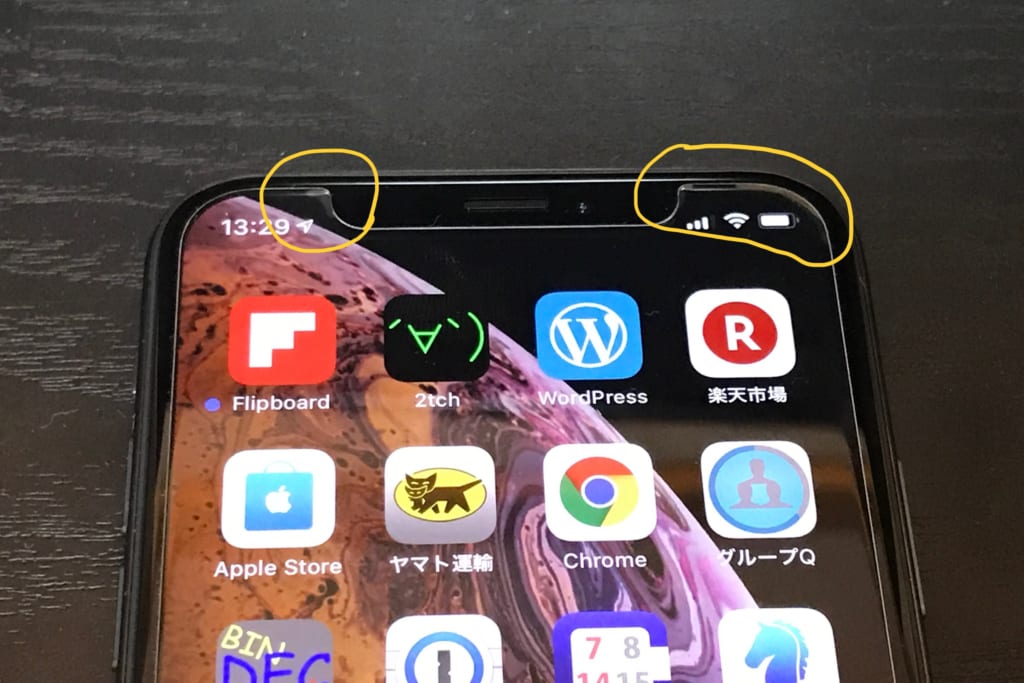 13:29
´∀`)
R
Flipboard
2tch
WordPress
楽天市場
Apple Store
ヤマト運輸
Chrome
グループQ
BIN
DEC
7 8
14 15